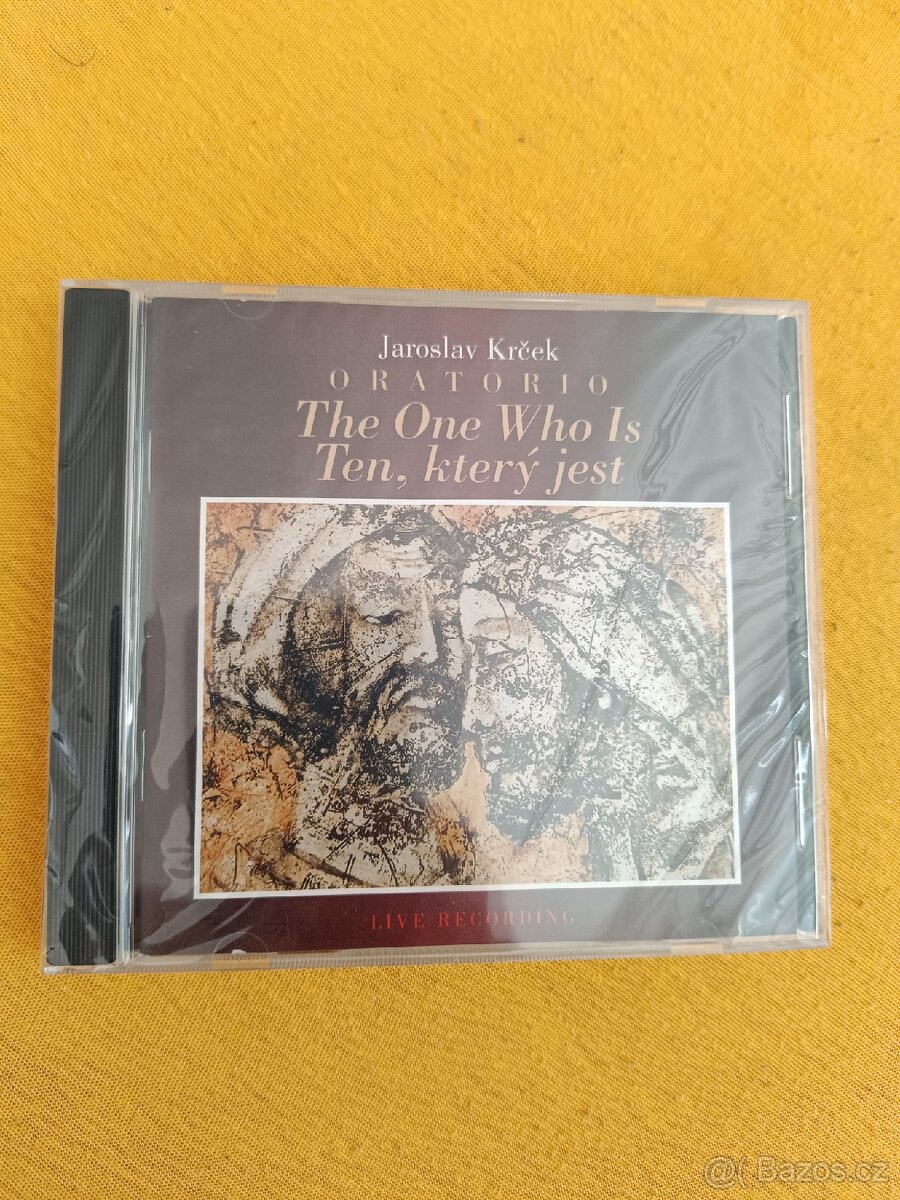 Jaroslav Krček
ORATORIO
The One Who Is
Ten, který jest
LIVE RECORDING
@( Bazos.cz